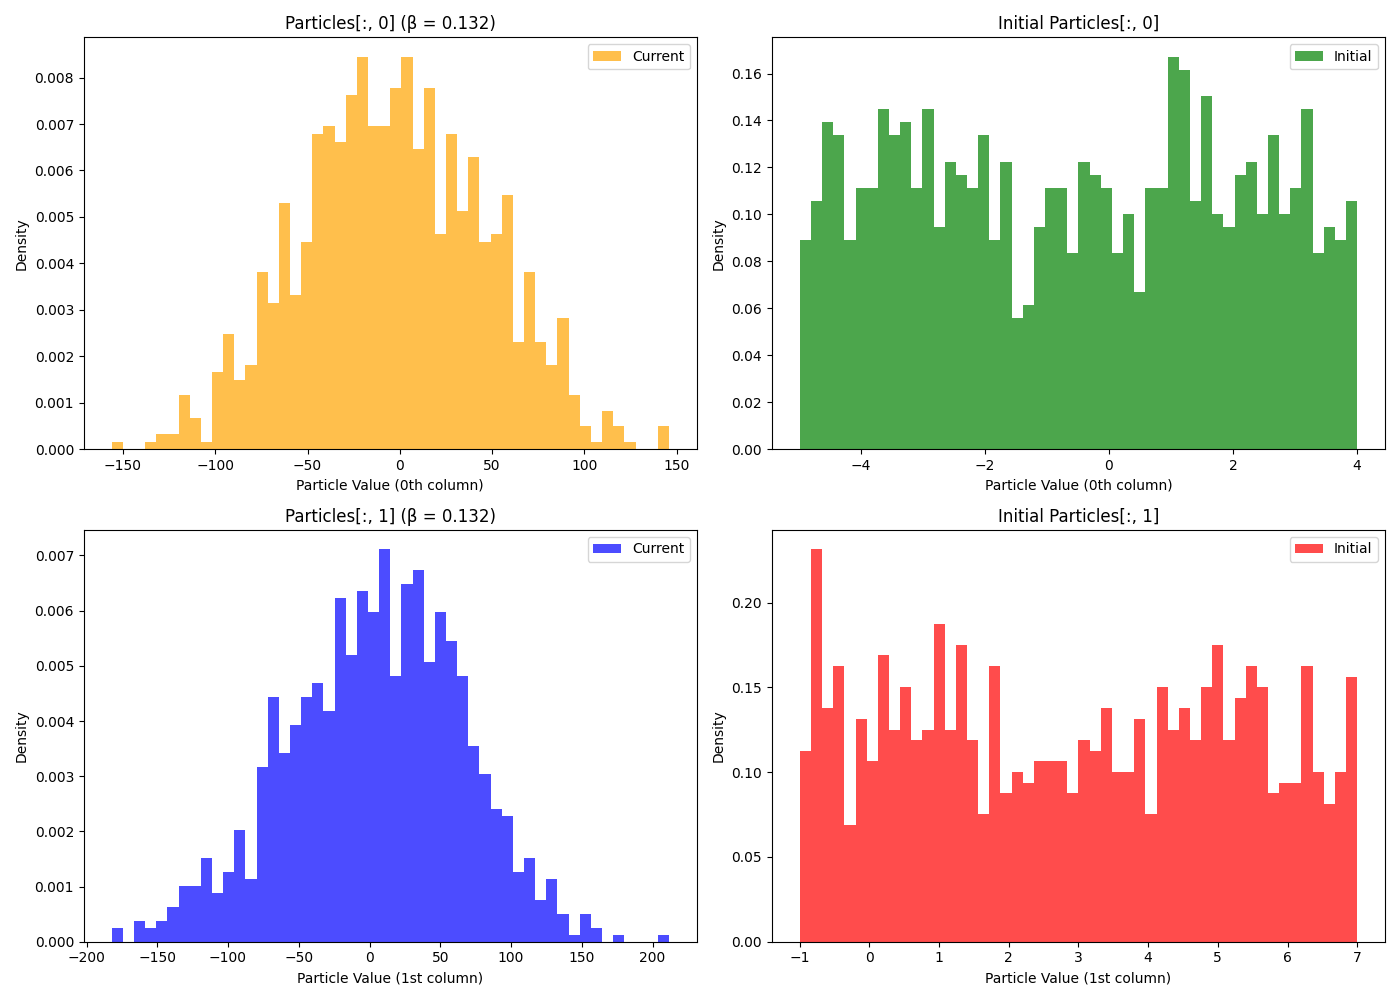 Particles[:, 0] (β = 0.132)
Current
Density
0.008
0.007
0.006
0.005
0.004
0.003
0.002
0.001
0.000
−150 −100 −50 0 50 100 150
Particle Value (0th column)
Initial Particles[:, 0]
Initial
Density
0.16
0.14
0.12
0.10
0.08
0.06
0.04
0.02
0.00
−4 −2 0 2 4
Particle Value (0th column)
Particles[:, 1] (β = 0.132)
Current
Density
0.007
0.006
0.005
0.004
0.003
0.002
0.001
0.000
−200 −150 −100 −50 0 50 100 150 200
Particle Value (1st column)
Initial Particles[:, 1]
Initial
Density
0.20
0.15
0.10
0.05
0.00
−1 0 1 2 3 4 5 6 7
Particle Value (1st column)